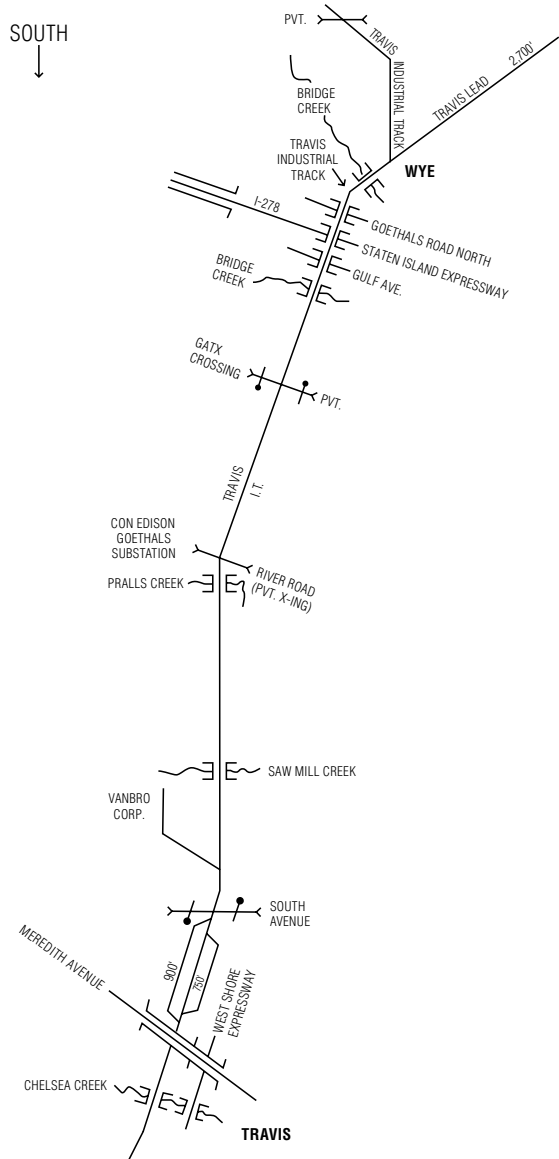 SOUTH
PVT.
TRAVIS
INDUSTRIAL TRACK
TRAVIS LEAD
2,700'
BRIDGE
CREEK
TRAVIS
INDUSTRIAL
TRACK
WYE
I-278
GOETHALS ROAD NORTH
STATEN ISLAND EXPRESSWAY
GULF AVE.
BRIDGE
CREEK
GATX
CROSSING
PVT.
TRAVIS
I.T.
CON EDISON
GOETHALS
SUBSTATION
RIVER ROAD
(PVT. X-ING)
PRALLS CREEK
SAW MILL CREEK
VANBRO
CORP.
SOUTH
AVENUE
MEREDITH AVENUE
900'
750'
WEST SHORE
EXPRESSWAY
CHELSEA CREEK
TRAVIS